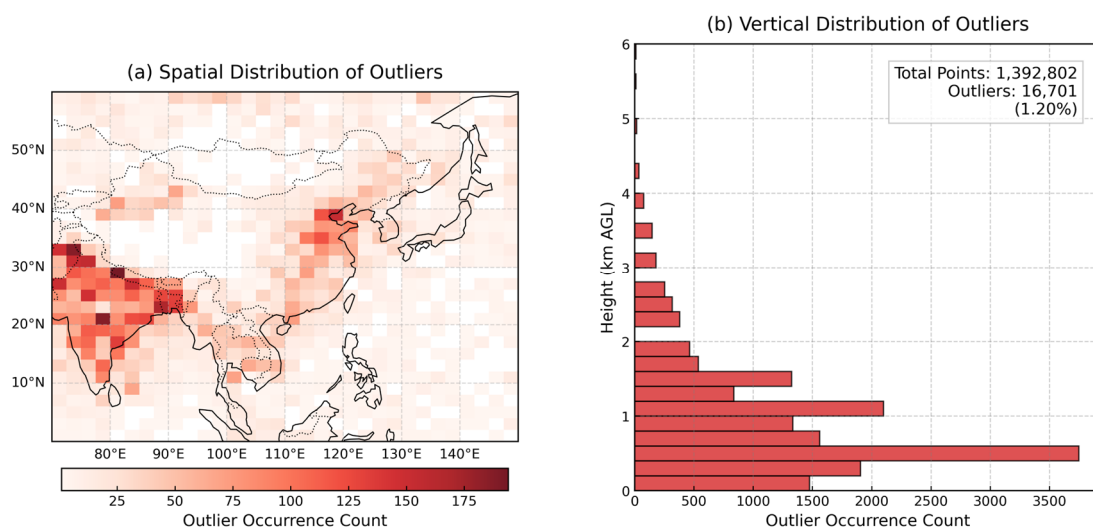 (a) Spatial Distribution of Outliers
50°N
40°N
30°N
20°N
10°N
80°E 90°E 100°E 110°E 120°E 130°E 140°E
25 50 75 100 125 150 175
Outlier Occurrence Count
(b) Vertical Distribution of Outliers
Total Points: 1,392,802
Outliers: 16,701
(1.20%)
Height (km AGL)
6
5
4
3
2
1
0
0 500 1000 1500 2000 2500 3000 3500
Outlier Occurrence Count